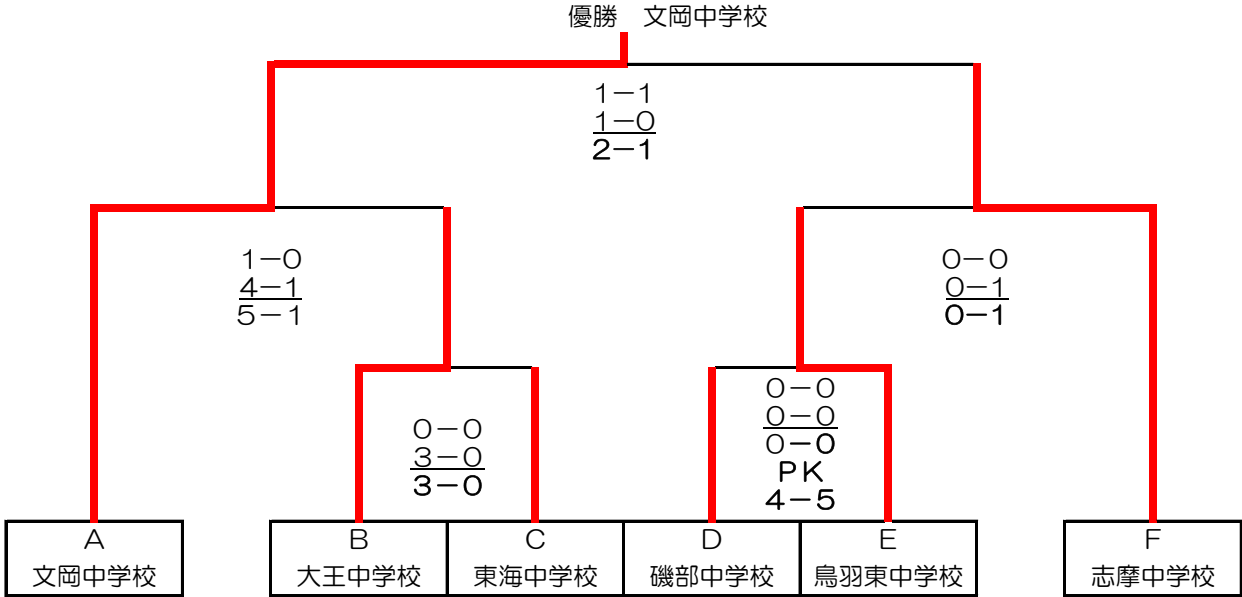 優勝　文岡中学校
1－1
1－0
2－1
1－0
4－1
5－1
0－0
0－1
0－1
0－0
3－0
3－0
0－0
0－0
0－0
PK
4－5
A
文岡中学校
B
大王中学校
C
東海中学校
D
磯部中学校
E
鳥羽東中学校
F
志摩中学校